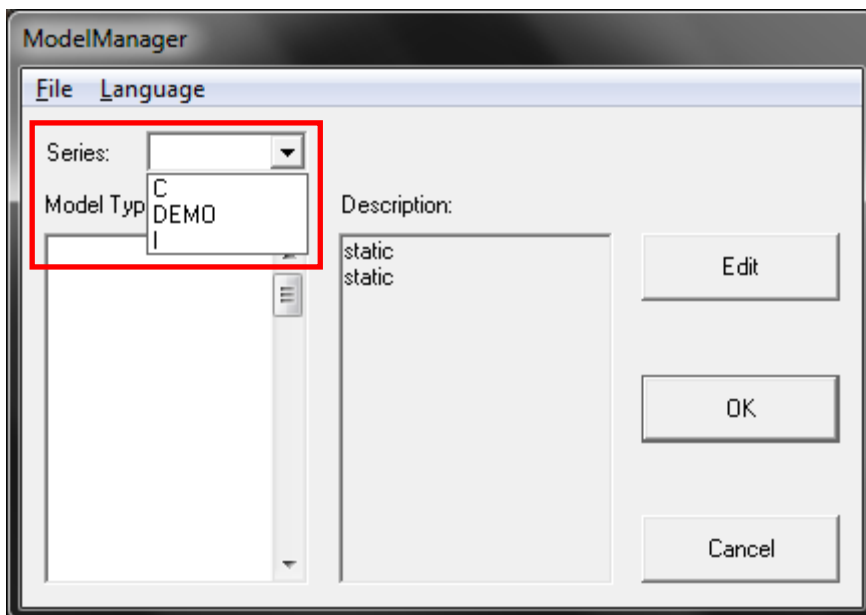 ModelManager
File Language
Series:
C
DEMO
I
Model Typ
Description:
static
static
Edit
OK
Cancel